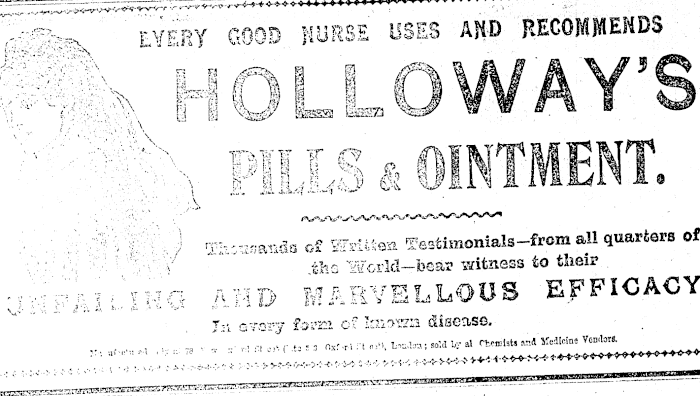 EVERY GOOD NURSE USES AND RECOMMENDS
HOLLOWAY'S
PILLS & OINTMENT.
Thousands of Written Testimonials—from all quarters of
the World—bear witness to their
UNFAILING AND MARVELLOUS EFFICACY
In every form of known disease.
Oxford Street), London; sold by all Chemists and Medicine Vendors.